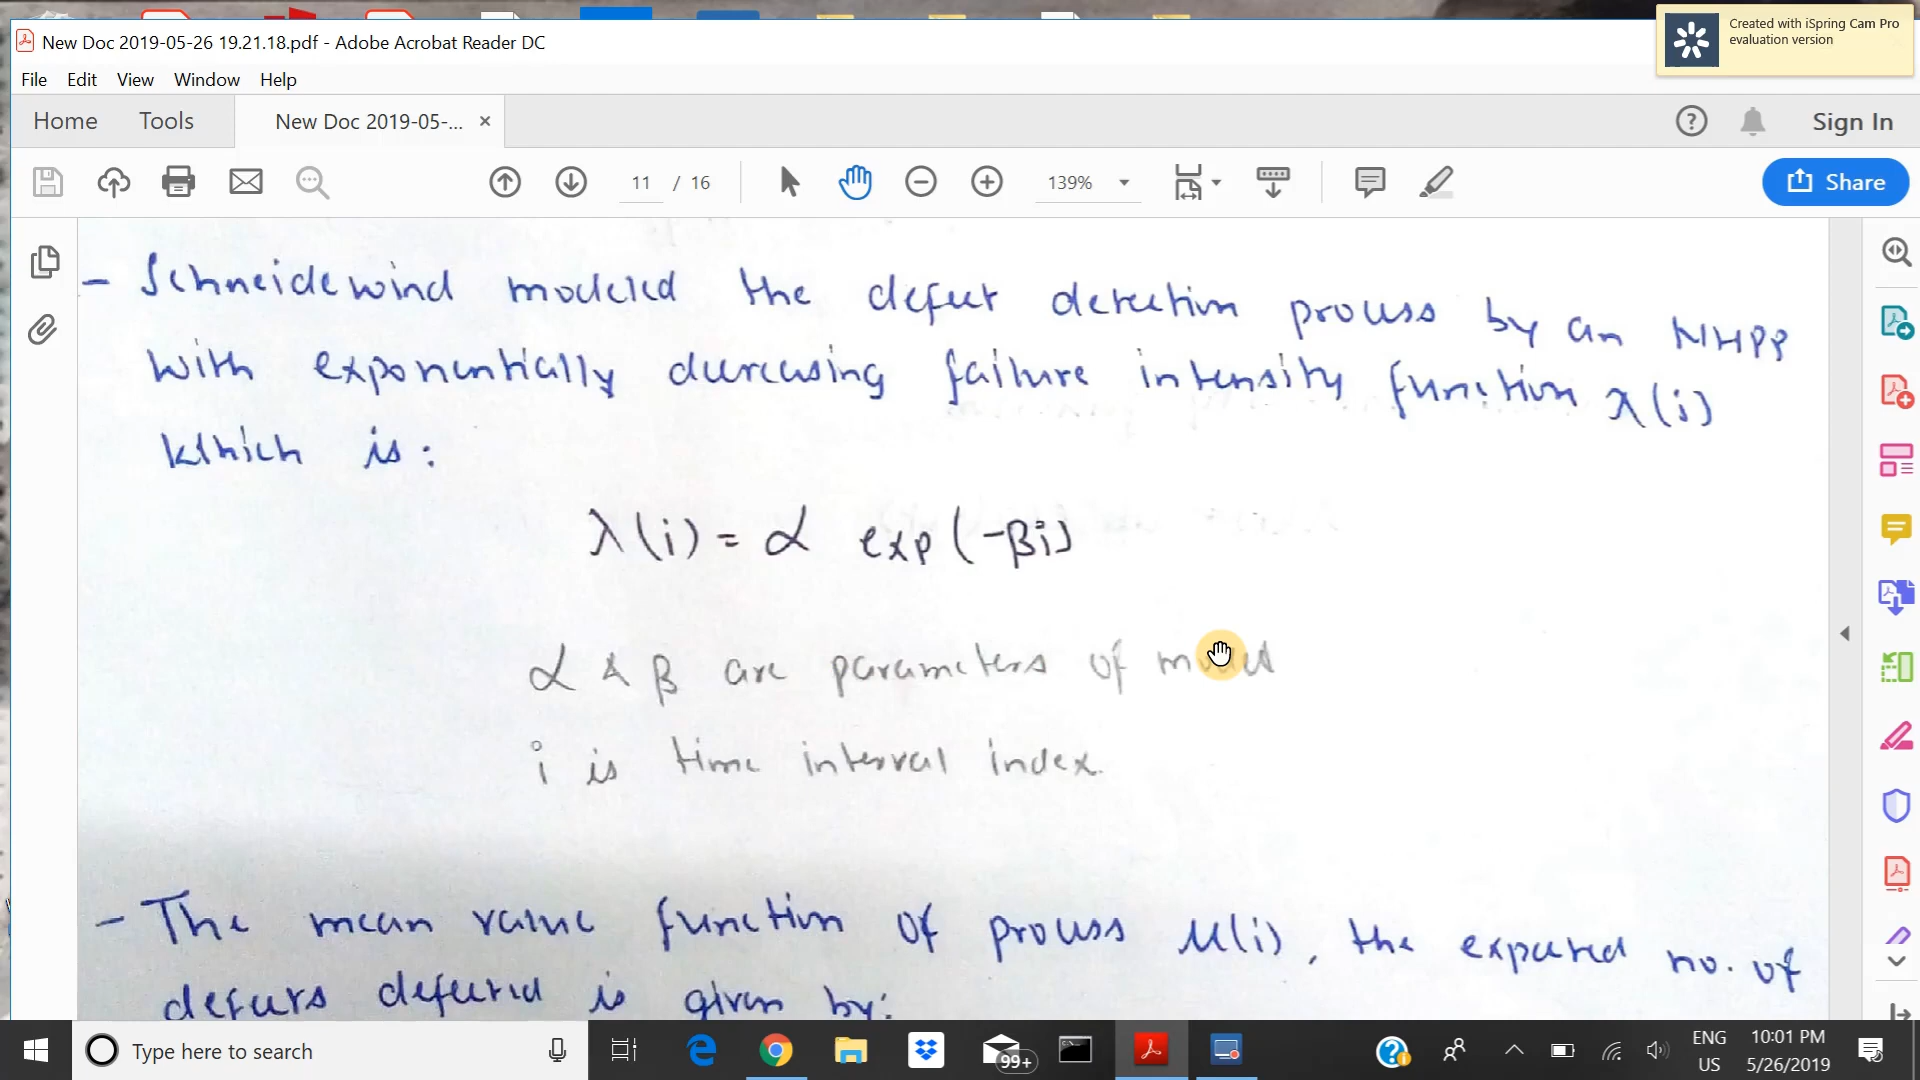 Created with iSpring Cam Pro
evaluation version
New Doc 2019-05-26 19.21.18.pdf - Adobe Acrobat Reader DC
File Edit View Window Help
Home Tools New Doc 2019-05-... × Sign In
11 / 16 139% Share
- Schneidewind modeled the defect detection process by an NHPP
with exponentially decreasing failure intensity function λ(i)
Which is:
λ(i) = α exp(-βi)
α & β are parameters of model
i is time interval index.
- The mean value function of process μ(i), the expected no. of
defects defected is given by:
Type here to search 99+ ENG 10:01 PM
US 5/26/2019